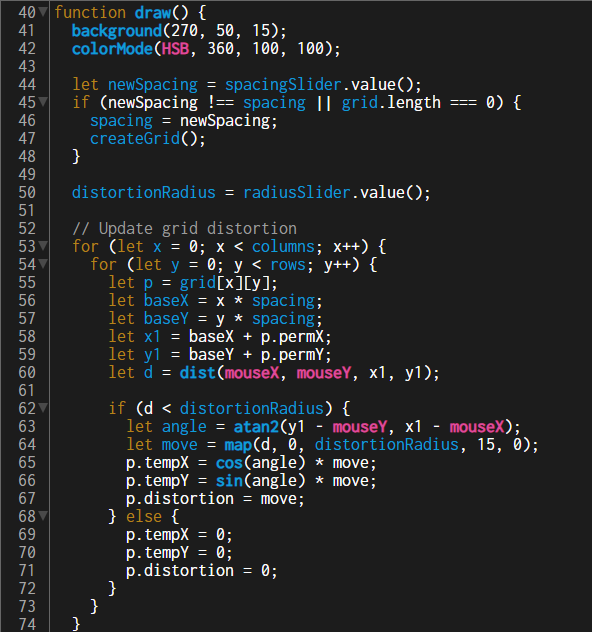 40 function draw() {
41   background(270, 50, 15);
42   colorMode(HSB, 360, 100, 100);
43
44   let newSpacing = spacingSlider.value();
45   if (newSpacing !== spacing || grid.length === 0) {
46     spacing = newSpacing;
47     createGrid();
48   }
49
50   distortionRadius = radiusSlider.value();
51
52   // Update grid distortion
53   for (let x = 0; x < columns; x++) {
54     for (let y = 0; y < rows; y++) {
55       let p = grid[x][y];
56       let baseX = x * spacing;
57       let baseY = y * spacing;
58       let x1 = baseX + p.permX;
59       let y1 = baseY + p.permY;
60       let d = dist(mouseX, mouseY, x1, y1);
61
62       if (d < distortionRadius) {
63         let angle = atan2(y1 - mouseY, x1 - mouseX);
64         let move = map(d, 0, distortionRadius, 15, 0);
65         p.tempX = cos(angle) * move;
66         p.tempY = sin(angle) * move;
67         p.distortion = move;
68       } else {
69         p.tempX = 0;
70         p.tempY = 0;
71         p.distortion = 0;
72       }
73     }
74   }